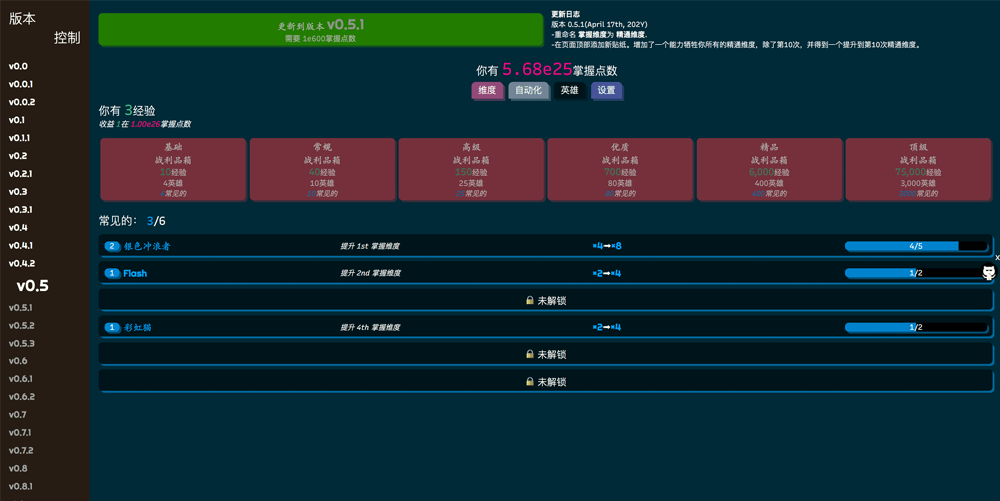 版本
控制
v0.0
v0.0.1
v0.0.2
v0.1
v0.1.1
v0.2
v0.2.1
v0.3
v0.3.1
v0.4
v0.4.1
v0.4.2
v0.5
v0.5.1
v0.5.2
v0.5.3
v0.6
v0.6.1
v0.6.2
v0.7
v0.7.1
v0.7.2
v0.8
v0.8.1
更新到版本 v0.5.1
需要 1e600掌握点数
更新日志
版本 0.5.1(April 17th, 202Y)
-重命名 掌握维度为 精通维度.
-在页面顶部添加新贴纸。增加了一个能力牺牲你所有的精通维度，除了第10次，并得到一个提升到第10次精通维度。
你有 5.68e25掌握点数
维度 自动化 英雄 设置
你有 3经验
收益 1在 1.00e26掌握点数
基础
战利品箱
10经验
4英雄
4常见的
常规
战利品箱
40经验
10英雄
常见的
高级
战利品箱
150经验
25英雄
常见的
优质
战利品箱
700经验
80英雄
常见的
精品
战利品箱
6,000经验
400英雄
常见的
顶级
战利品箱
75,000经验
3,000英雄
常见的
常见的： 3/6
2 银色冲浪者 提升 1st 掌握维度 ×4➞×8 4/5
1 Flosh 提升 2nd 掌握维度 ×2➞×4 1/2
x
🔒 未解锁
1 彩虹猫 提升 4th 掌握维度 ×2➞×4 1/2
🔒 未解锁
🔒 未解锁